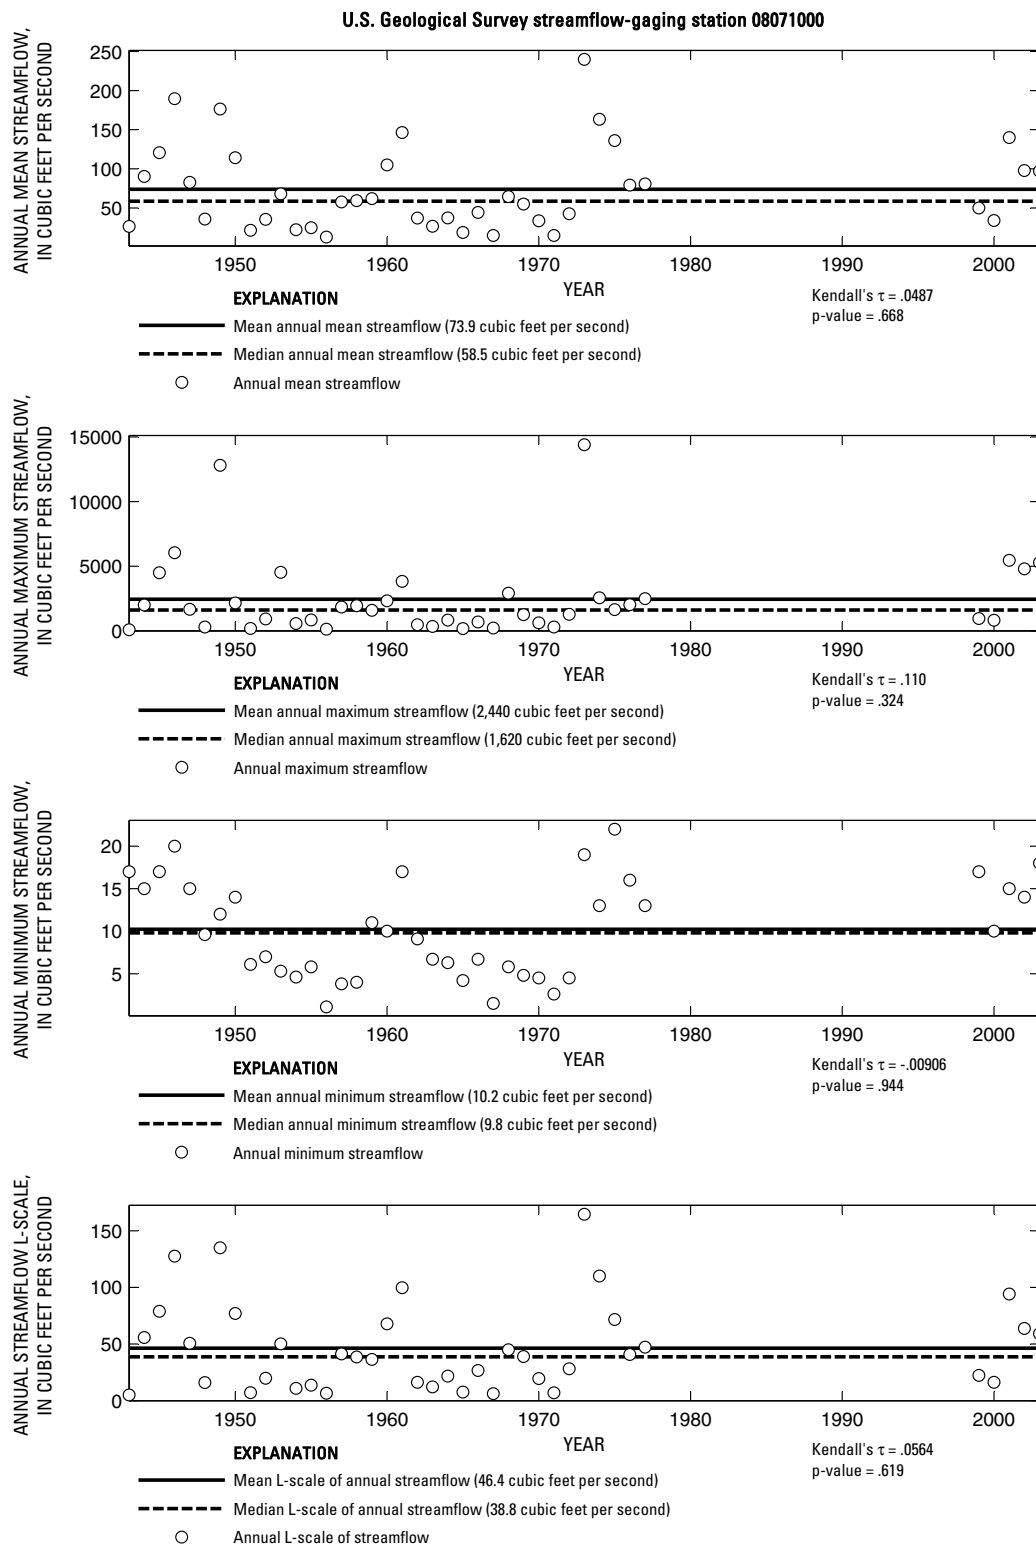 U.S. Geological Survey streamflow-gaging station 08071000
ANNUAL MEAN STREAMFLOW,
IN CUBIC FEET PER SECOND
250
200
150
100
50
1950 1960 1970 1980 1990 2000
YEAR
Kendall's τ = .0487
p-value = .668
EXPLANATION
Mean annual mean streamflow (73.9 cubic feet per second)
Median annual mean streamflow (58.5 cubic feet per second)
Annual mean streamflow
ANNUAL MAXIMUM STREAMFLOW,
IN CUBIC FEET PER SECOND
15000
10000
5000
0
1950 1960 1970 1980 1990 2000
YEAR
Kendall's τ = .110
p-value = .324
EXPLANATION
Mean annual maximum streamflow (2,440 cubic feet per second)
Median annual maximum streamflow (1,620 cubic feet per second)
Annual maximum streamflow
ANNUAL MINIMUM STREAMFLOW,
IN CUBIC FEET PER SECOND
20
15
10
5
1950 1960 1970 1980 1990 2000
YEAR
Kendall's τ = -.00906
p-value = .944
EXPLANATION
Mean annual minimum streamflow (10.2 cubic feet per second)
Median annual minimum streamflow (9.8 cubic feet per second)
Annual minimum streamflow
ANNUAL STREAMFLOW L-SCALE,
IN CUBIC FEET PER SECOND
150
100
50
0
1950 1960 1970 1980 1990 2000
YEAR
Kendall's τ = .0564
p-value = .619
EXPLANATION
Mean L-scale of annual streamflow (46.4 cubic feet per second)
Median L-scale of annual streamflow (38.8 cubic feet per second)
Annual L-scale of streamflow